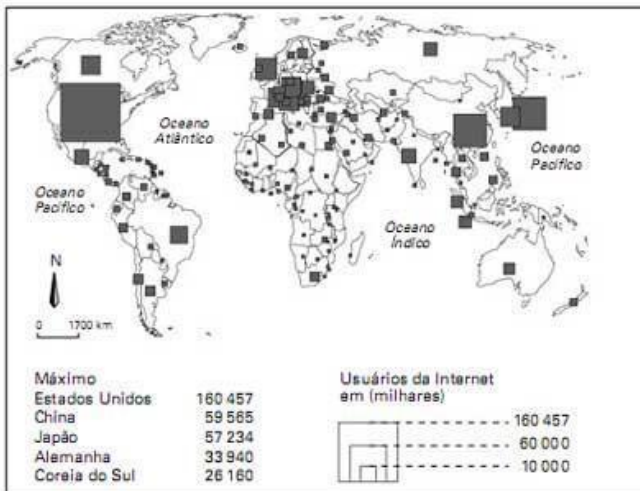 Oceano
Atlântico
Oceano
Pacífico
Oceano
Pacífico
Oceano
Índico
N
0 1700 km
Máximo
Estados Unidos 160 457
China 59 565
Japão 57 234
Alemanha 33 940
Coreia do Sul 26 160
Usuários da Internet
em (milhares)
160 457
60 000
10 000